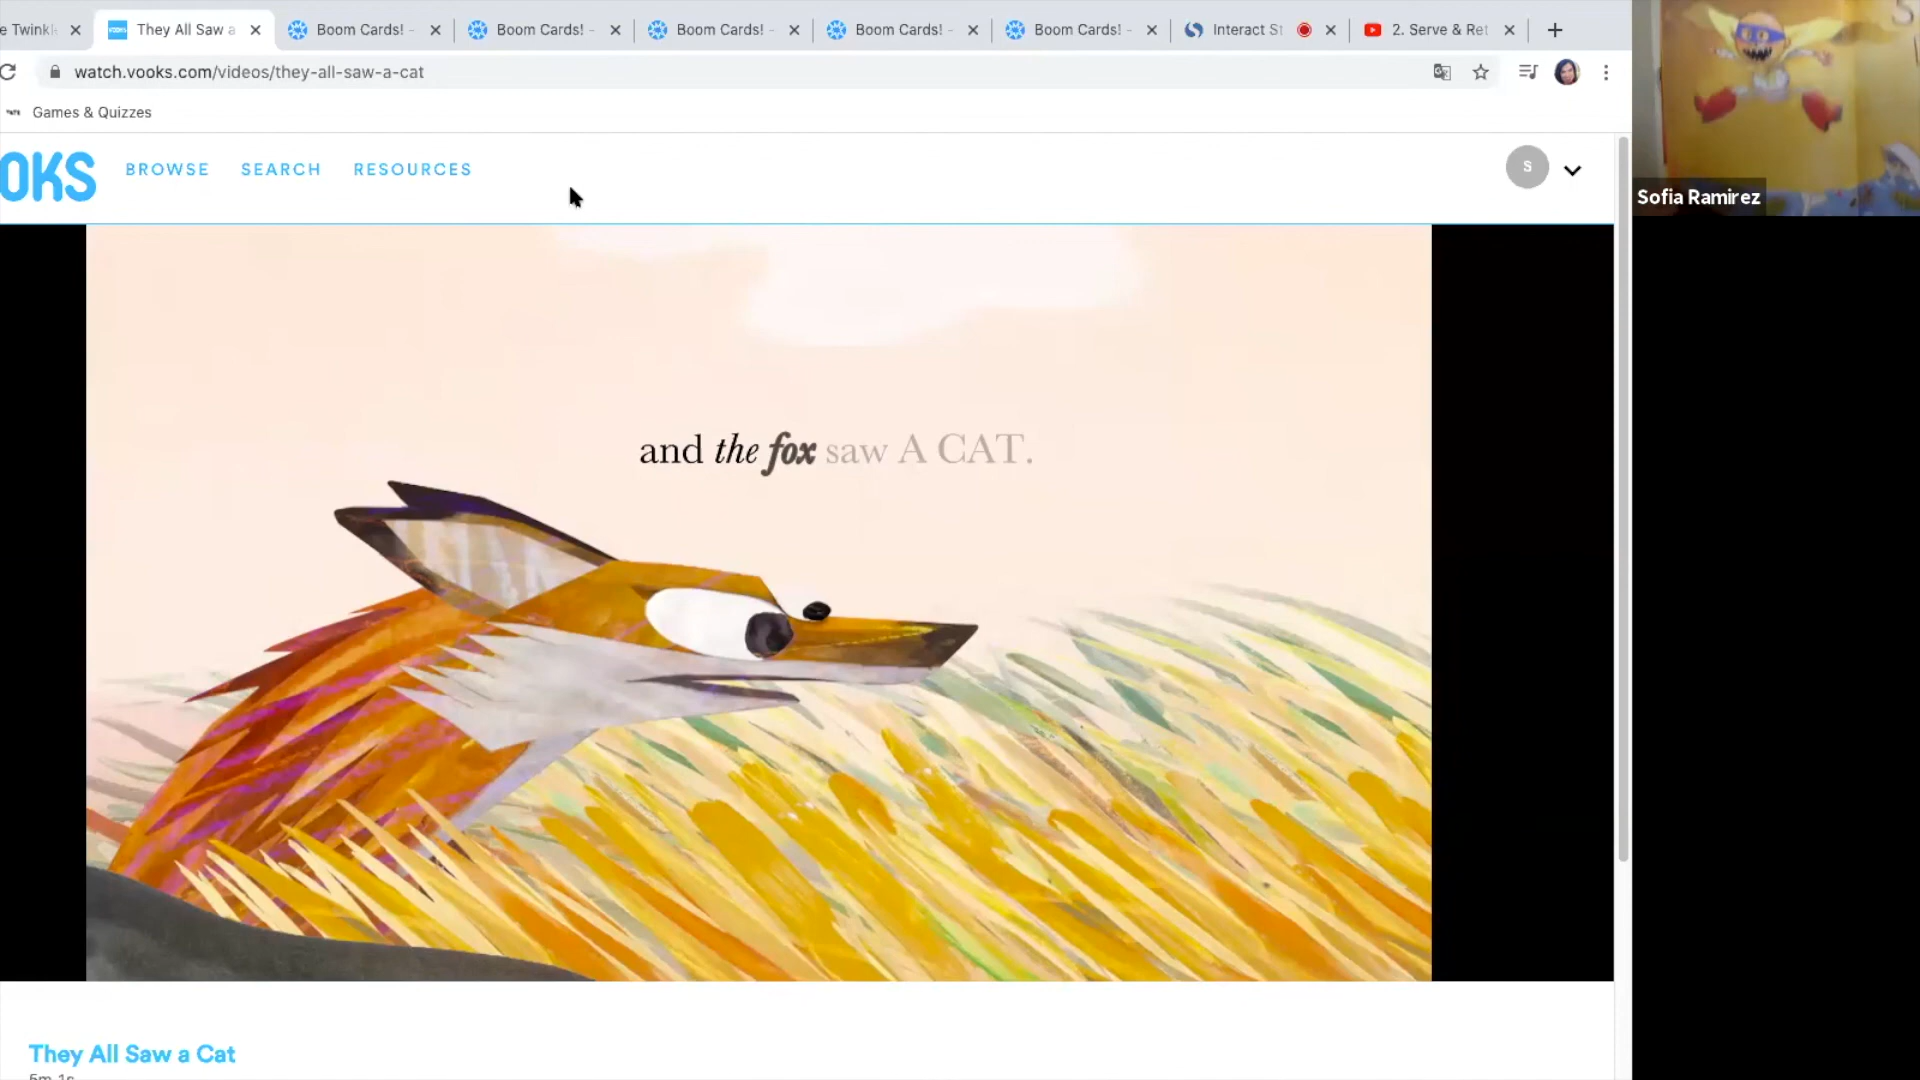 e Twinkl
They All Saw a
Boom Cards! -
Boom Cards! -
Boom Cards! -
Boom Cards! -
Boom Cards! -
Interact St
2. Serve & Ret
watch.vooks.com/videos/they-all-saw-a-cat
Games & Quizzes
OKS
BROWSE
SEARCH
RESOURCES
S
Sofia Ramirez
and the fox saw A CAT.
They All Saw a Cat
5m 1s